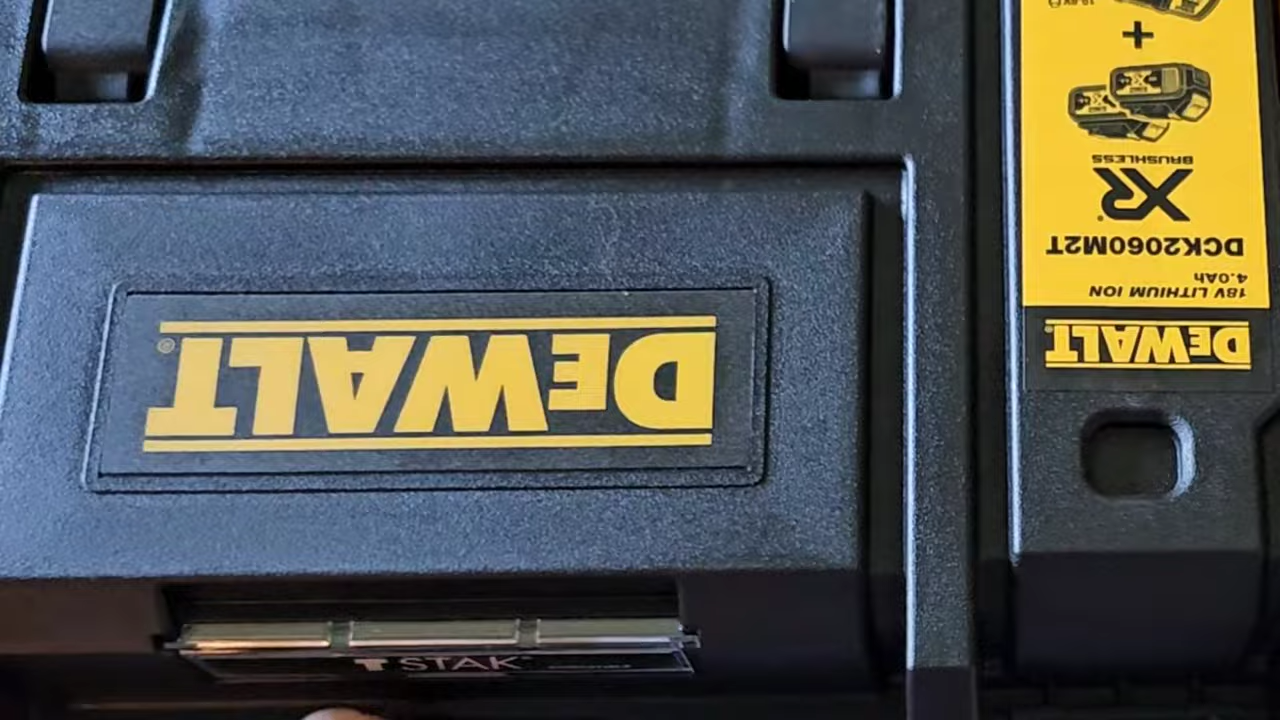 DEWALT®
TSTAK®
DEWALT
18V LITHIUM ION
4.0Ah
DCK2060M2T
XR®
BRUSHLESS
+